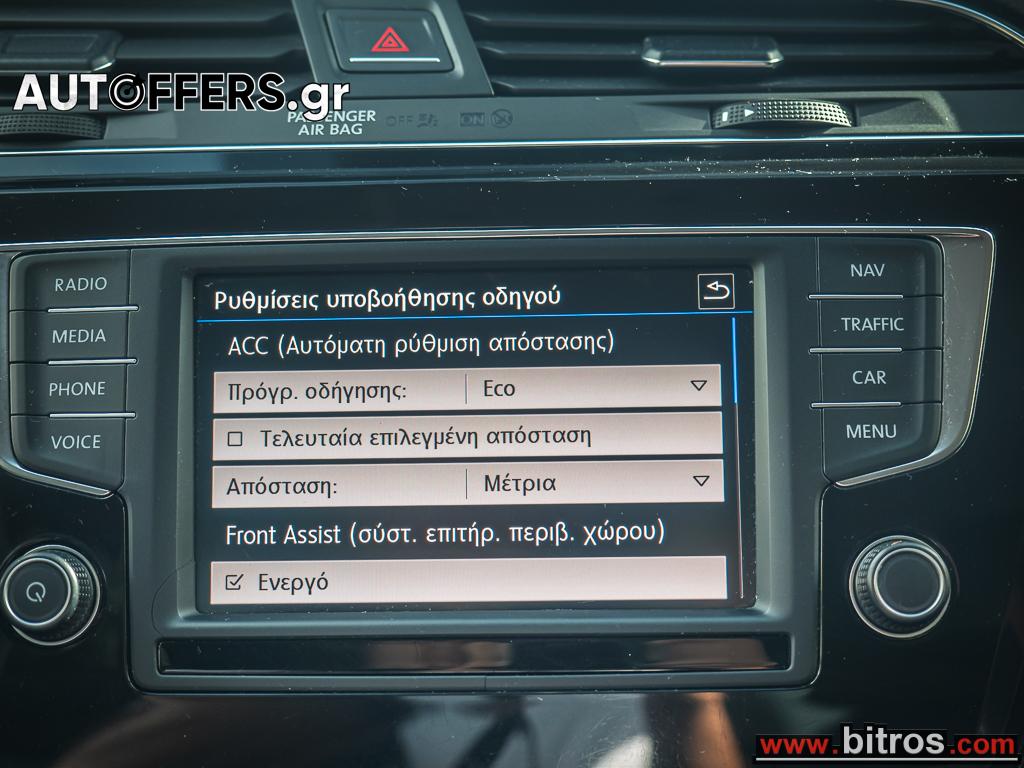 AUTOFFERS.gr
PASSENGER
AIR BAG
OFF
ON
RADIO
MEDIA
PHONE
VOICE
Ρυθμίσεις υποβοήθησης οδηγού
ACC (Αυτόματη ρύθμιση απόστασης)
Πρόγρ. οδήγησης: Eco
Τελευταία επιλεγμένη απόσταση
Απόσταση: Μέτρια
Front Assist (σύστ. επιτήρ. περιβ. χώρου)
Ενεργό
NAV
TRAFFIC
CAR
MENU
www.bitros.com